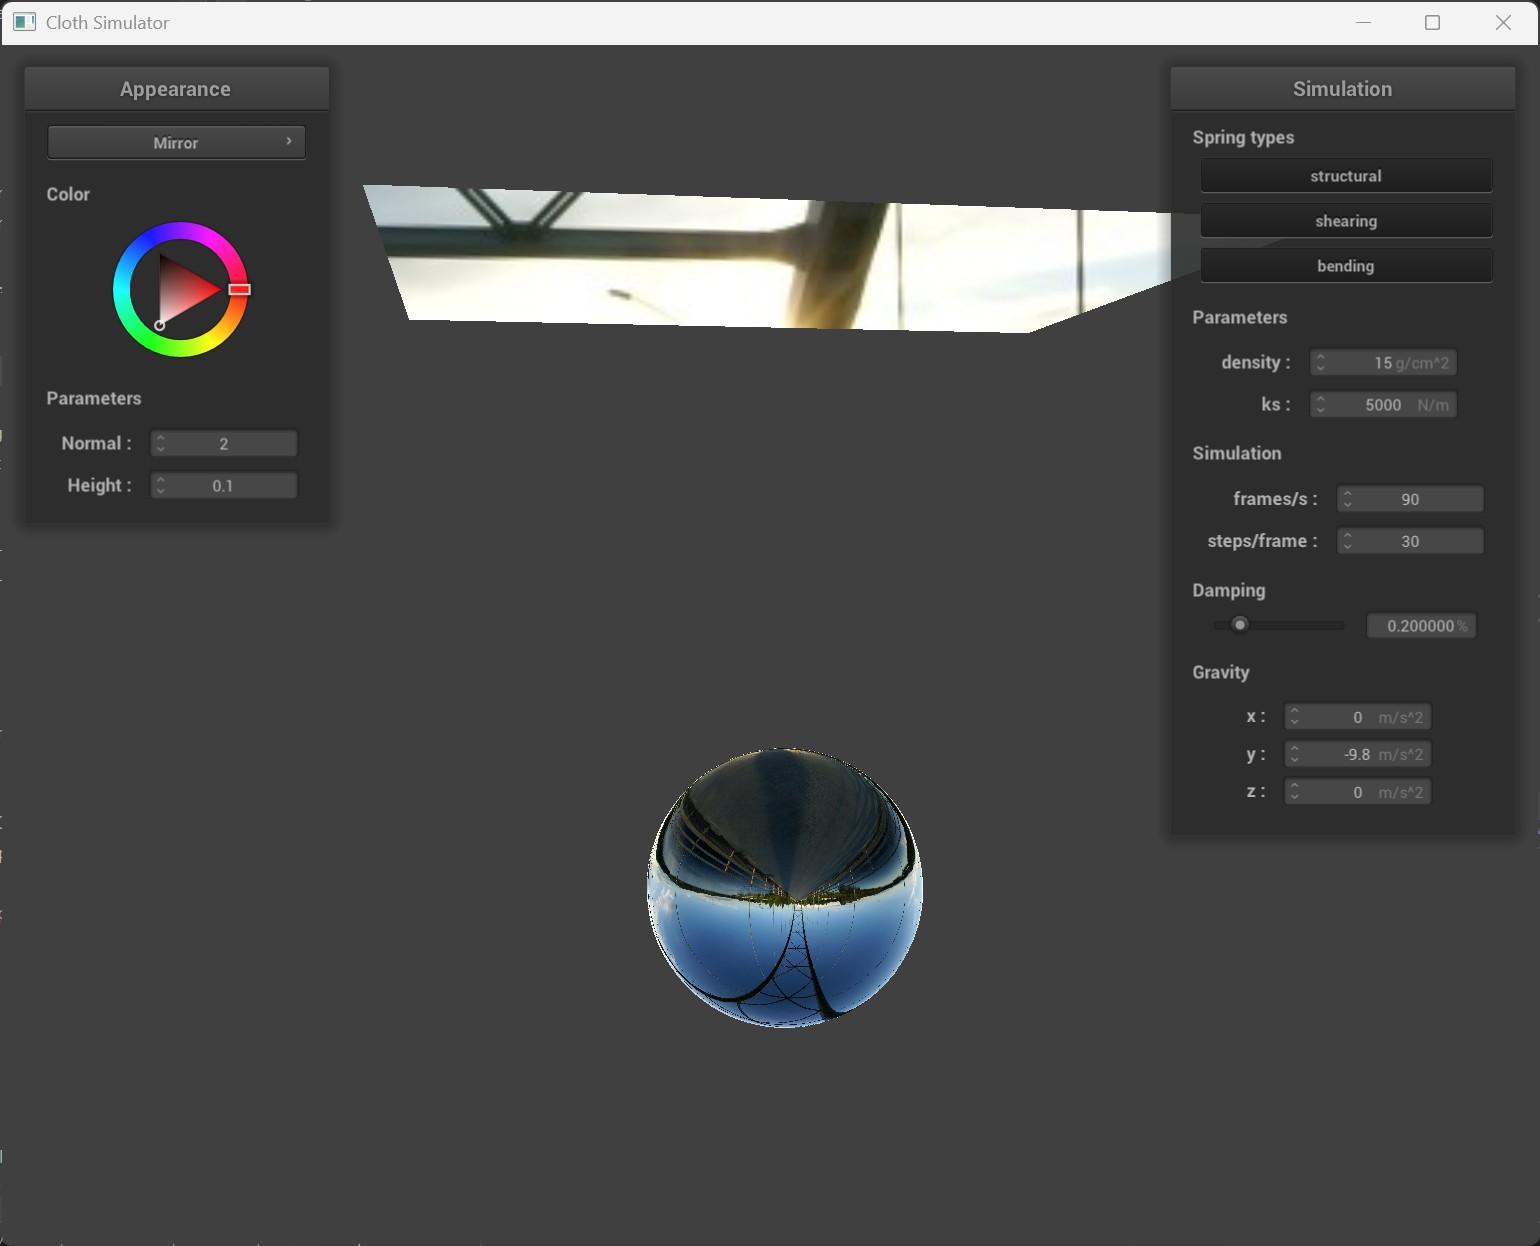 Cloth Simulator
Appearance
Mirror
Color
Parameters
Normal : 2
Height : 0.1
Simulation
Spring types
structural
shearing
bending
Parameters
density : 15 g/cm^2
ks : 5000 N/m
Simulation
frames/s : 90
steps/frame : 30
Damping
0.200000 %
Gravity
x : 0 m/s^2
y : -9.8 m/s^2
z : 0 m/s^2